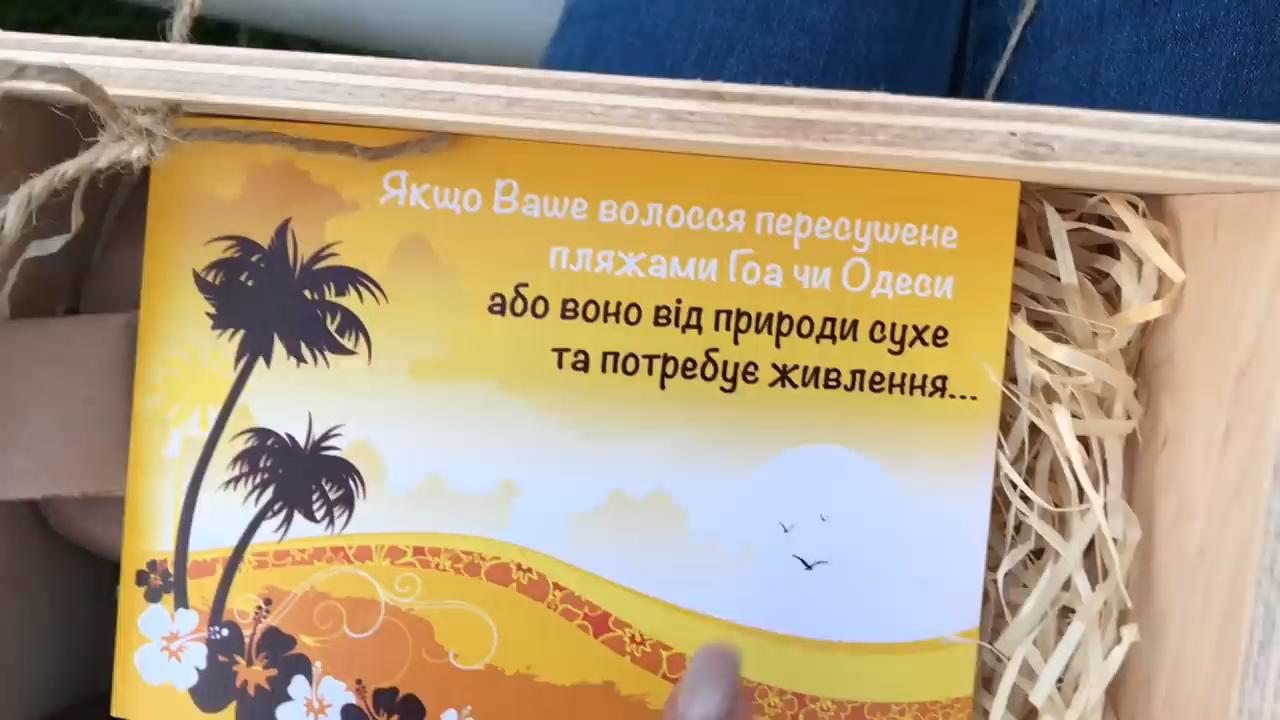 Якщо Ваше волосся пересушене
пляжами Гоа чи Одеси
або воно від природи сухе
та потребує живлення...